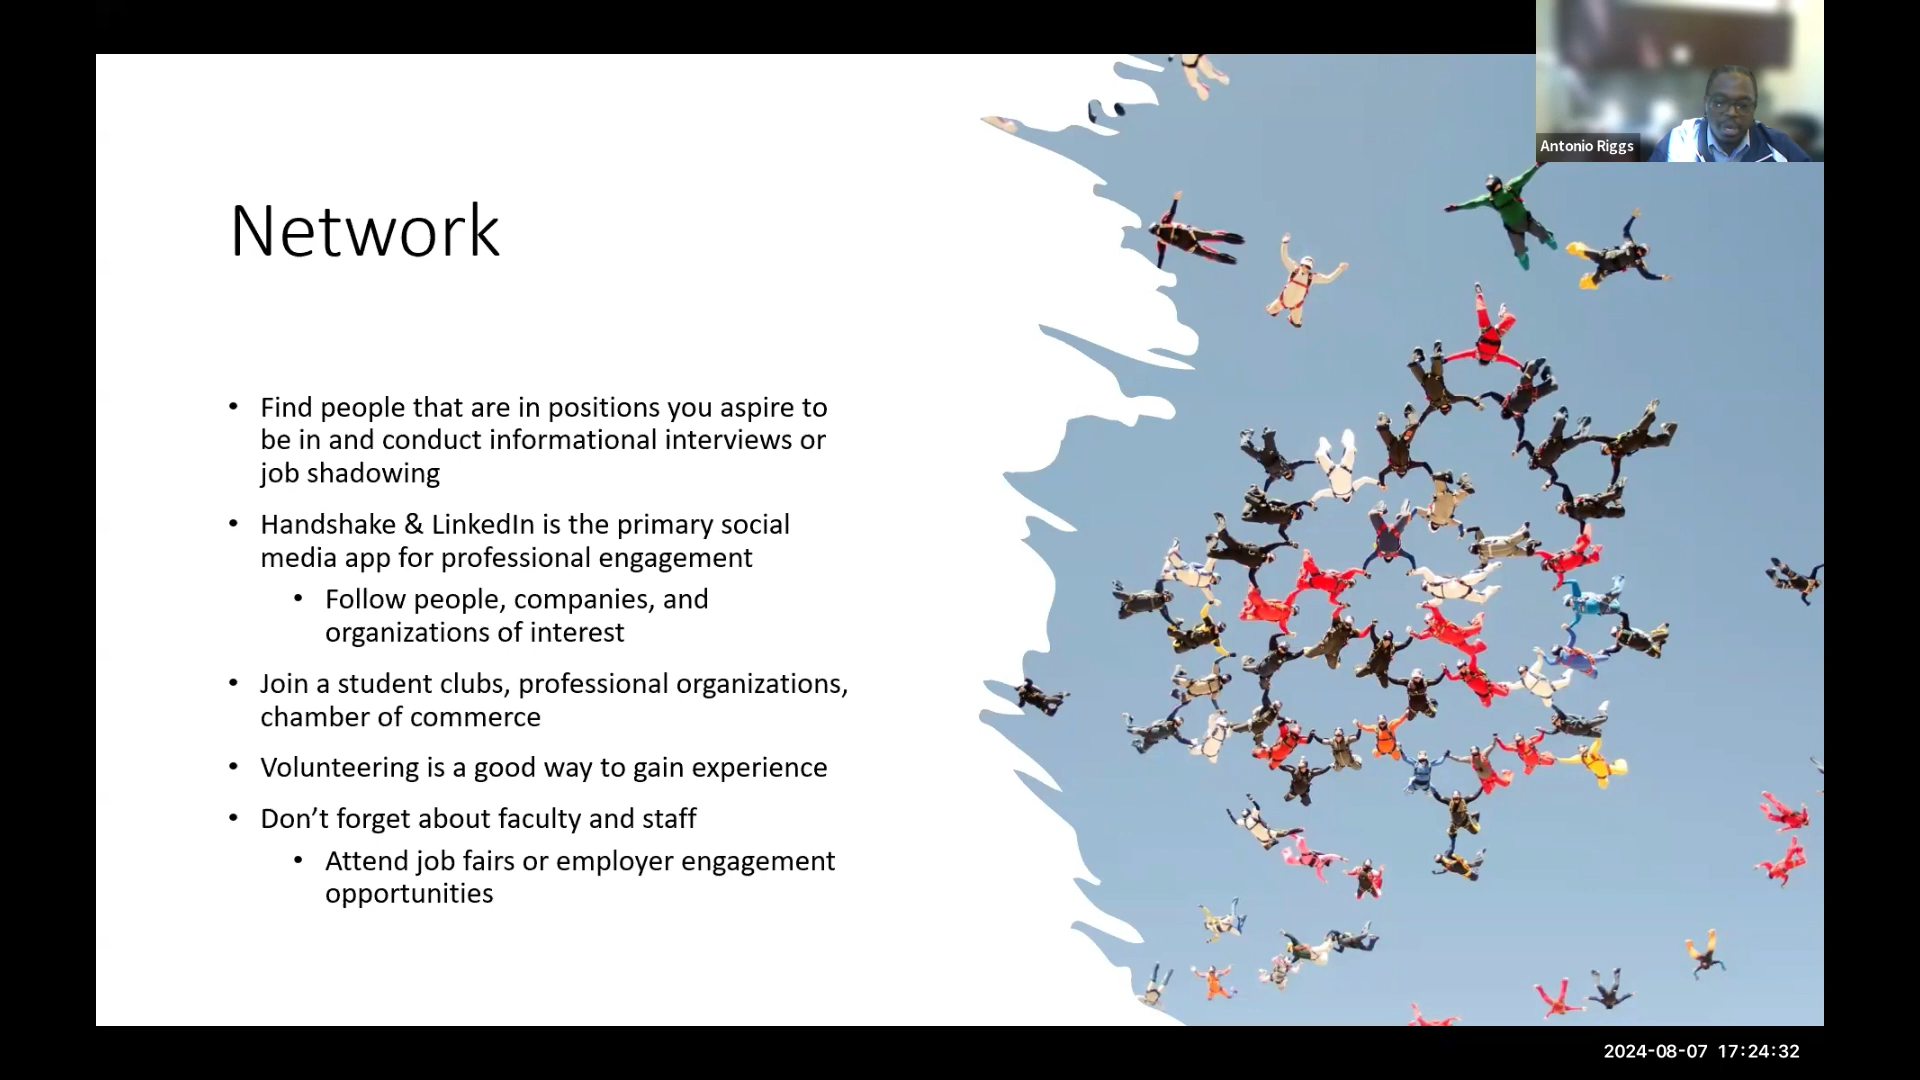 Antonio Riggs
Network
• Find people that are in positions you aspire to
be in and conduct informational interviews or
job shadowing
• Handshake & LinkedIn is the primary social
media app for professional engagement
• Follow people, companies, and
organizations of interest
• Join a student clubs, professional organizations,
chamber of commerce
• Volunteering is a good way to gain experience
• Don’t forget about faculty and staff
• Attend job fairs or employer engagement
opportunities
2024-08-07 17:24:32